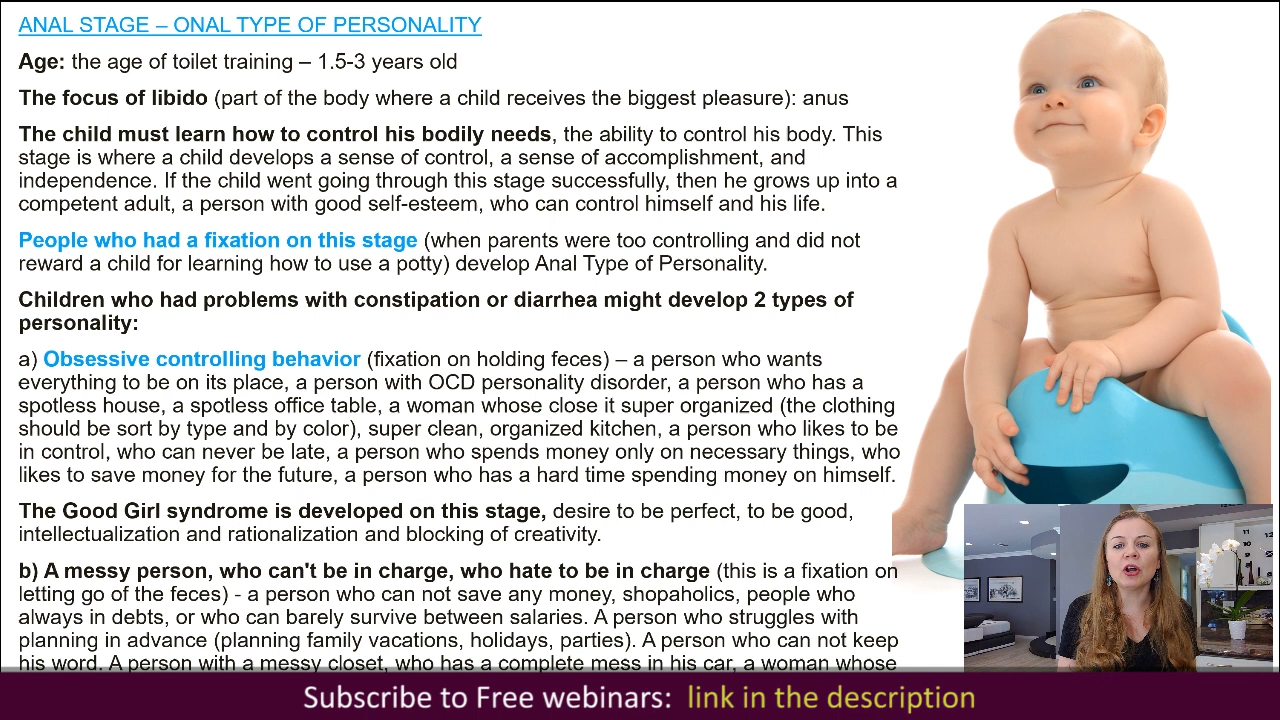 ANAL STAGE – ONAL TYPE OF PERSONALITY
Age: the age of toilet training – 1.5-3 years old
The focus of libido (part of the body where a child receives the biggest pleasure): anus
The child must learn how to control his bodily needs, the ability to control his body. This
stage is where a child develops a sense of control, a sense of accomplishment, and
independence. If the child went going through this stage successfully, then he grows up into a
competent adult, a person with good self-esteem, who can control himself and his life.
People who had a fixation on this stage (when parents were too controlling and did not
reward a child for learning how to use a potty) develop Anal Type of Personality.
Children who had problems with constipation or diarrhea might develop 2 types of
personality:
a) Obsessive controlling behavior (fixation on holding feces) – a person who wants
everything to be on its place, a person with OCD personality disorder, a person who has a
spotless house, a spotless office table, a woman whose close it super organized (the clothing
should be sort by type and by color), super clean, organized kitchen, a person who likes to be
in control, who can never be late, a person who spends money only on necessary things, who
likes to save money for the future, a person who has a hard time spending money on himself.
The Good Girl syndrome is developed on this stage, desire to be perfect, to be good,
intellectualization and rationalization and blocking of creativity.
b) A messy person, who can't be in charge, who hate to be in charge (this is a fixation on
letting go of the feces) - a person who can not save any money, shopaholics, people who
always in debts, or who can barely survive between salaries. A person who struggles with
planning in advance (planning family vacations, holidays, parties). A person who can not keep
his word. A person with a messy closet, who has a complete mess in his car, a woman whose
Subscribe to Free webinars: link in the description